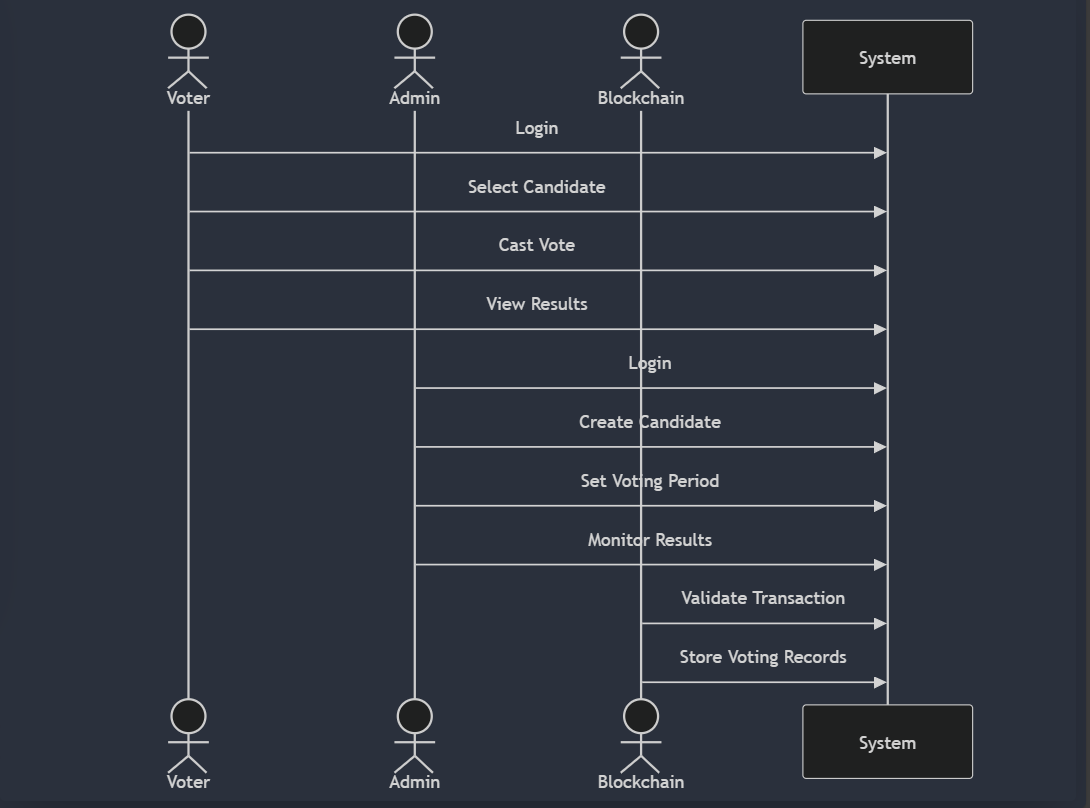 Voter
Admin
Blockchain
System
Login
Select Candidate
Cast Vote
View Results
Login
Create Candidate
Set Voting Period
Monitor Results
Validate Transaction
Store Voting Records
Voter
Admin
Blockchain
System